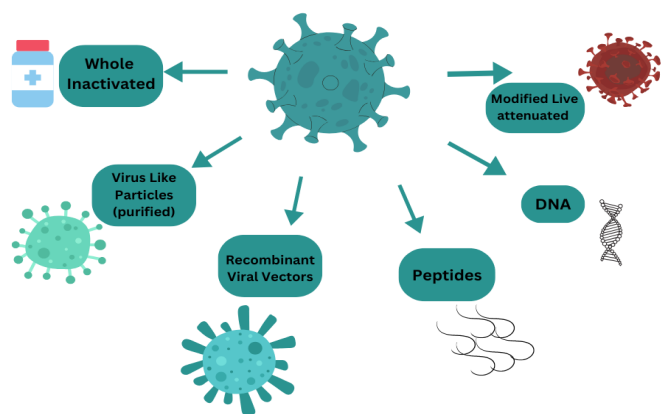 Whole
Inactivated
Modified Live
attenuated
Virus Like
Particles
(purified)
DNA
Recombinant
Viral Vectors
Peptides